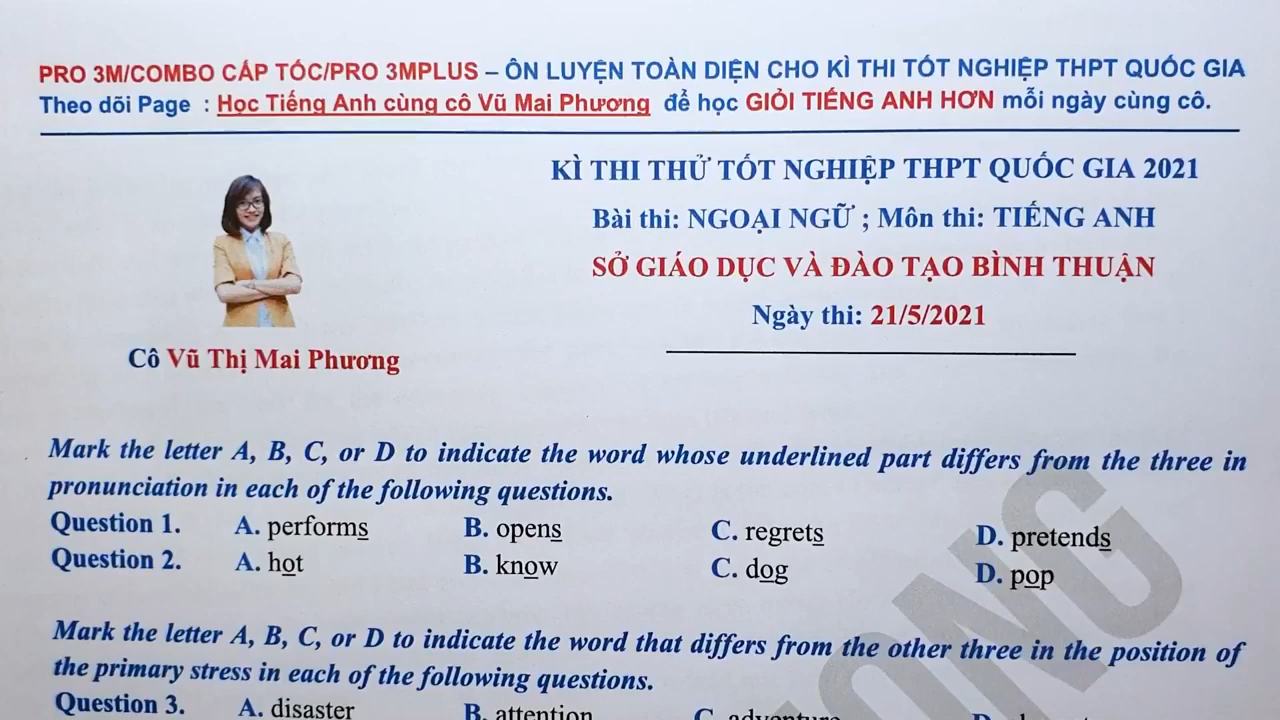 PRO 3M/COMBO CẤP TỐC/PRO 3MPLUS – ÔN LUYỆN TOÀN DIỆN CHO KÌ THI TỐT NGHIỆP THPT QUỐC GIA
Theo dõi Page : Học Tiếng Anh cùng cô Vũ Mai Phương để học GIỎI TIẾNG ANH HƠN mỗi ngày cùng cô.
KÌ THI THỬ TỐT NGHIỆP THPT QUỐC GIA 2021
Bài thi: NGOẠI NGỮ ; Môn thi: TIẾNG ANH
SỞ GIÁO DỤC VÀ ĐÀO TẠO BÌNH THUẬN
Ngày thi: 21/5/2021
Cô Vũ Thị Mai Phương
Mark the letter A, B, C, or D to indicate the word whose underlined part differs from the three in
pronunciation in each of the following questions.
Question 1. A. performs B. opens C. regrets D. pretends
Question 2. A. hot B. know C. dog D. pop
Mark the letter A, B, C, or D to indicate the word that differs from the other three in the position of
the primary stress in each of the following questions.
Question 3. A. disaster B. attention C. adventure D.
ONG